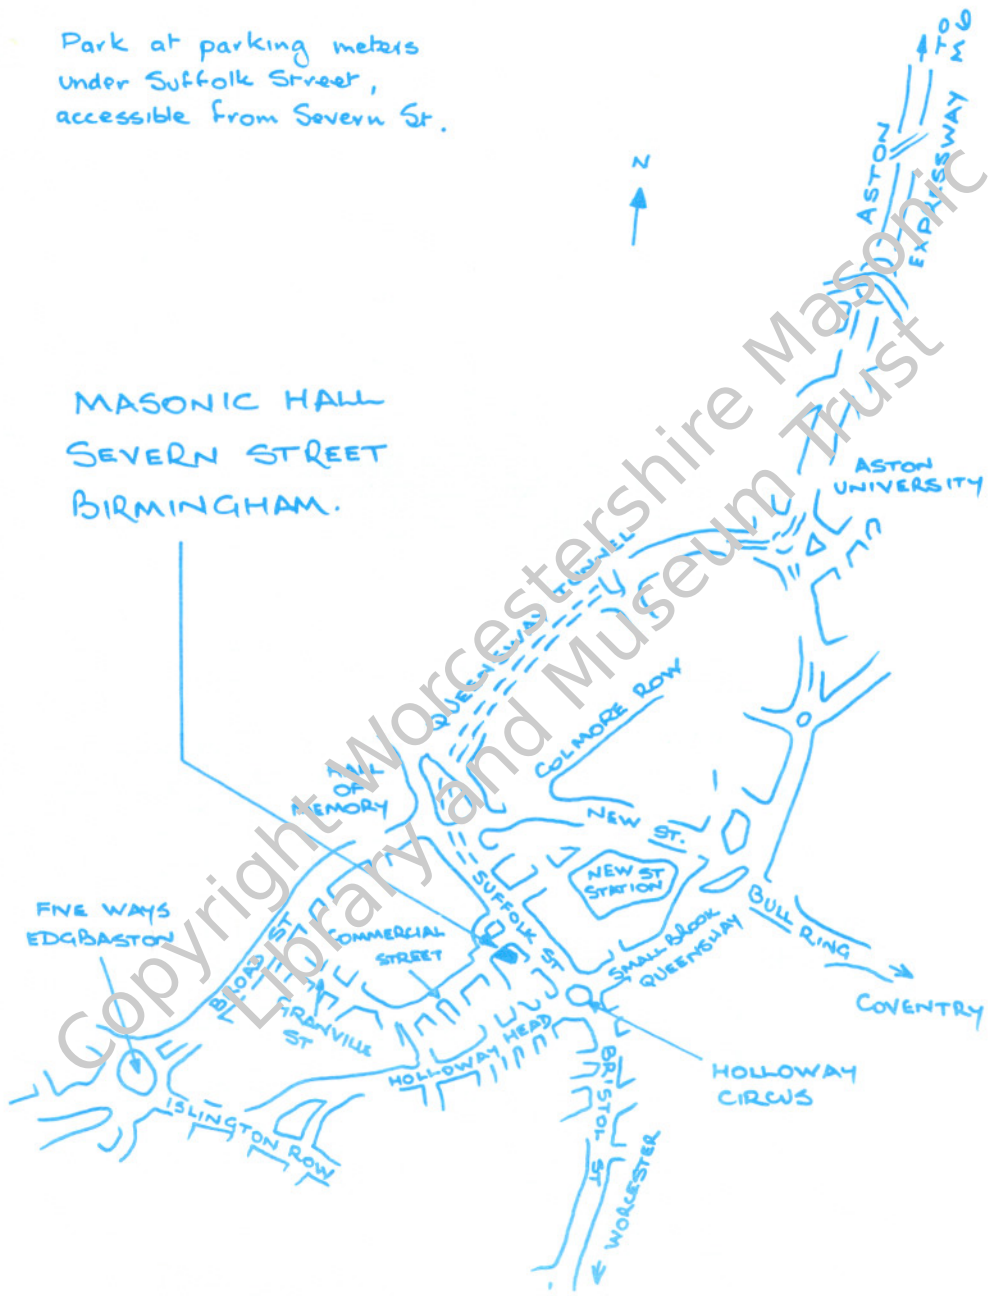 Park at parking meters
under Suffolk Street,
accessible from Severn St.
TO
M6
ASTON
EXPRESSWAY
N
MASONIC HALL
SEVERN STREET
BIRMINGHAM.
ASTON
UNIVERSITY
QUEENSWAY TUNNEL
COLMORE ROW
HALL
OF
MEMORY
NEW ST.
NEW ST
STATION
SUFFOLK ST
SMALLBROOK
QUEENSWAY
BULL
RING
COVENTRY
FIVE WAYS
EDGBASTON
BROAD ST
COMMERCIAL
STREET
GRANVILLE
ST
HOLLOWAY HEAD
HOLLOWAY
CIRCUS
ISLINGTON ROW
BRISTOL ST
WORCESTER
Copyright Worcestershire Masonic
Library and Museum Trust